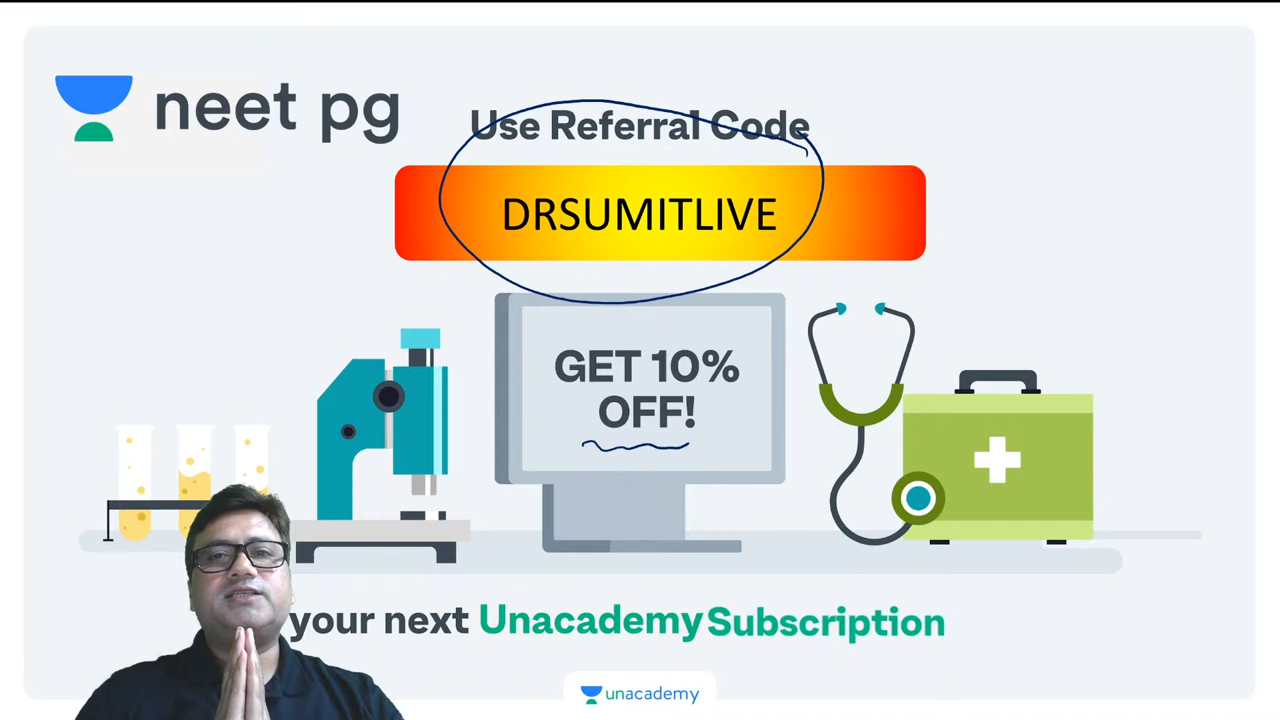 neet pg
Use Referral Code
DRSUMITLIVE
GET 10%
OFF!
your next Unacademy Subscription
unacademy